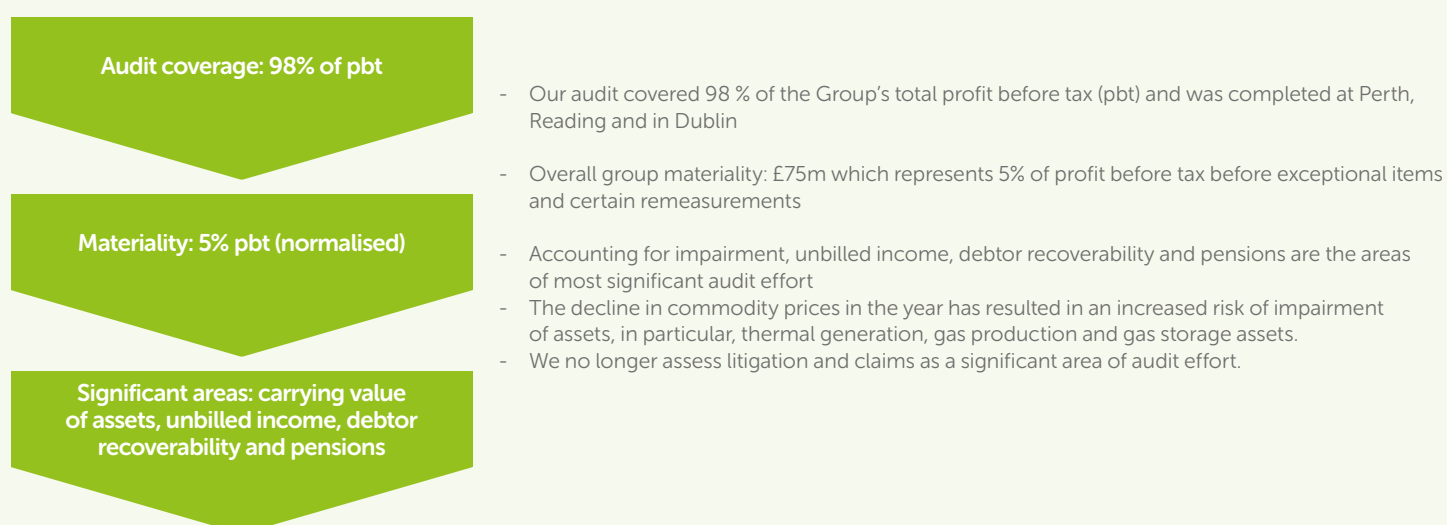 Audit coverage: 98% of pbt
- Our audit covered 98 % of the Group's total profit before tax (pbt) and was completed at Perth,
Reading and in Dublin
Materiality: 5% pbt (normalised)
- Overall group materiality: £75m which represents 5% of profit before tax before exceptional items
and certain remeasurements
Significant areas: carrying value
of assets, unbilled income, debtor
recoverability and pensions
- Accounting for impairment, unbilled income, debtor recoverability and pensions are the areas
of most significant audit effort
- The decline in commodity prices in the year has resulted in an increased risk of impairment
of assets, in particular, thermal generation, gas production and gas storage assets.
- We no longer assess litigation and claims as a significant area of audit effort.